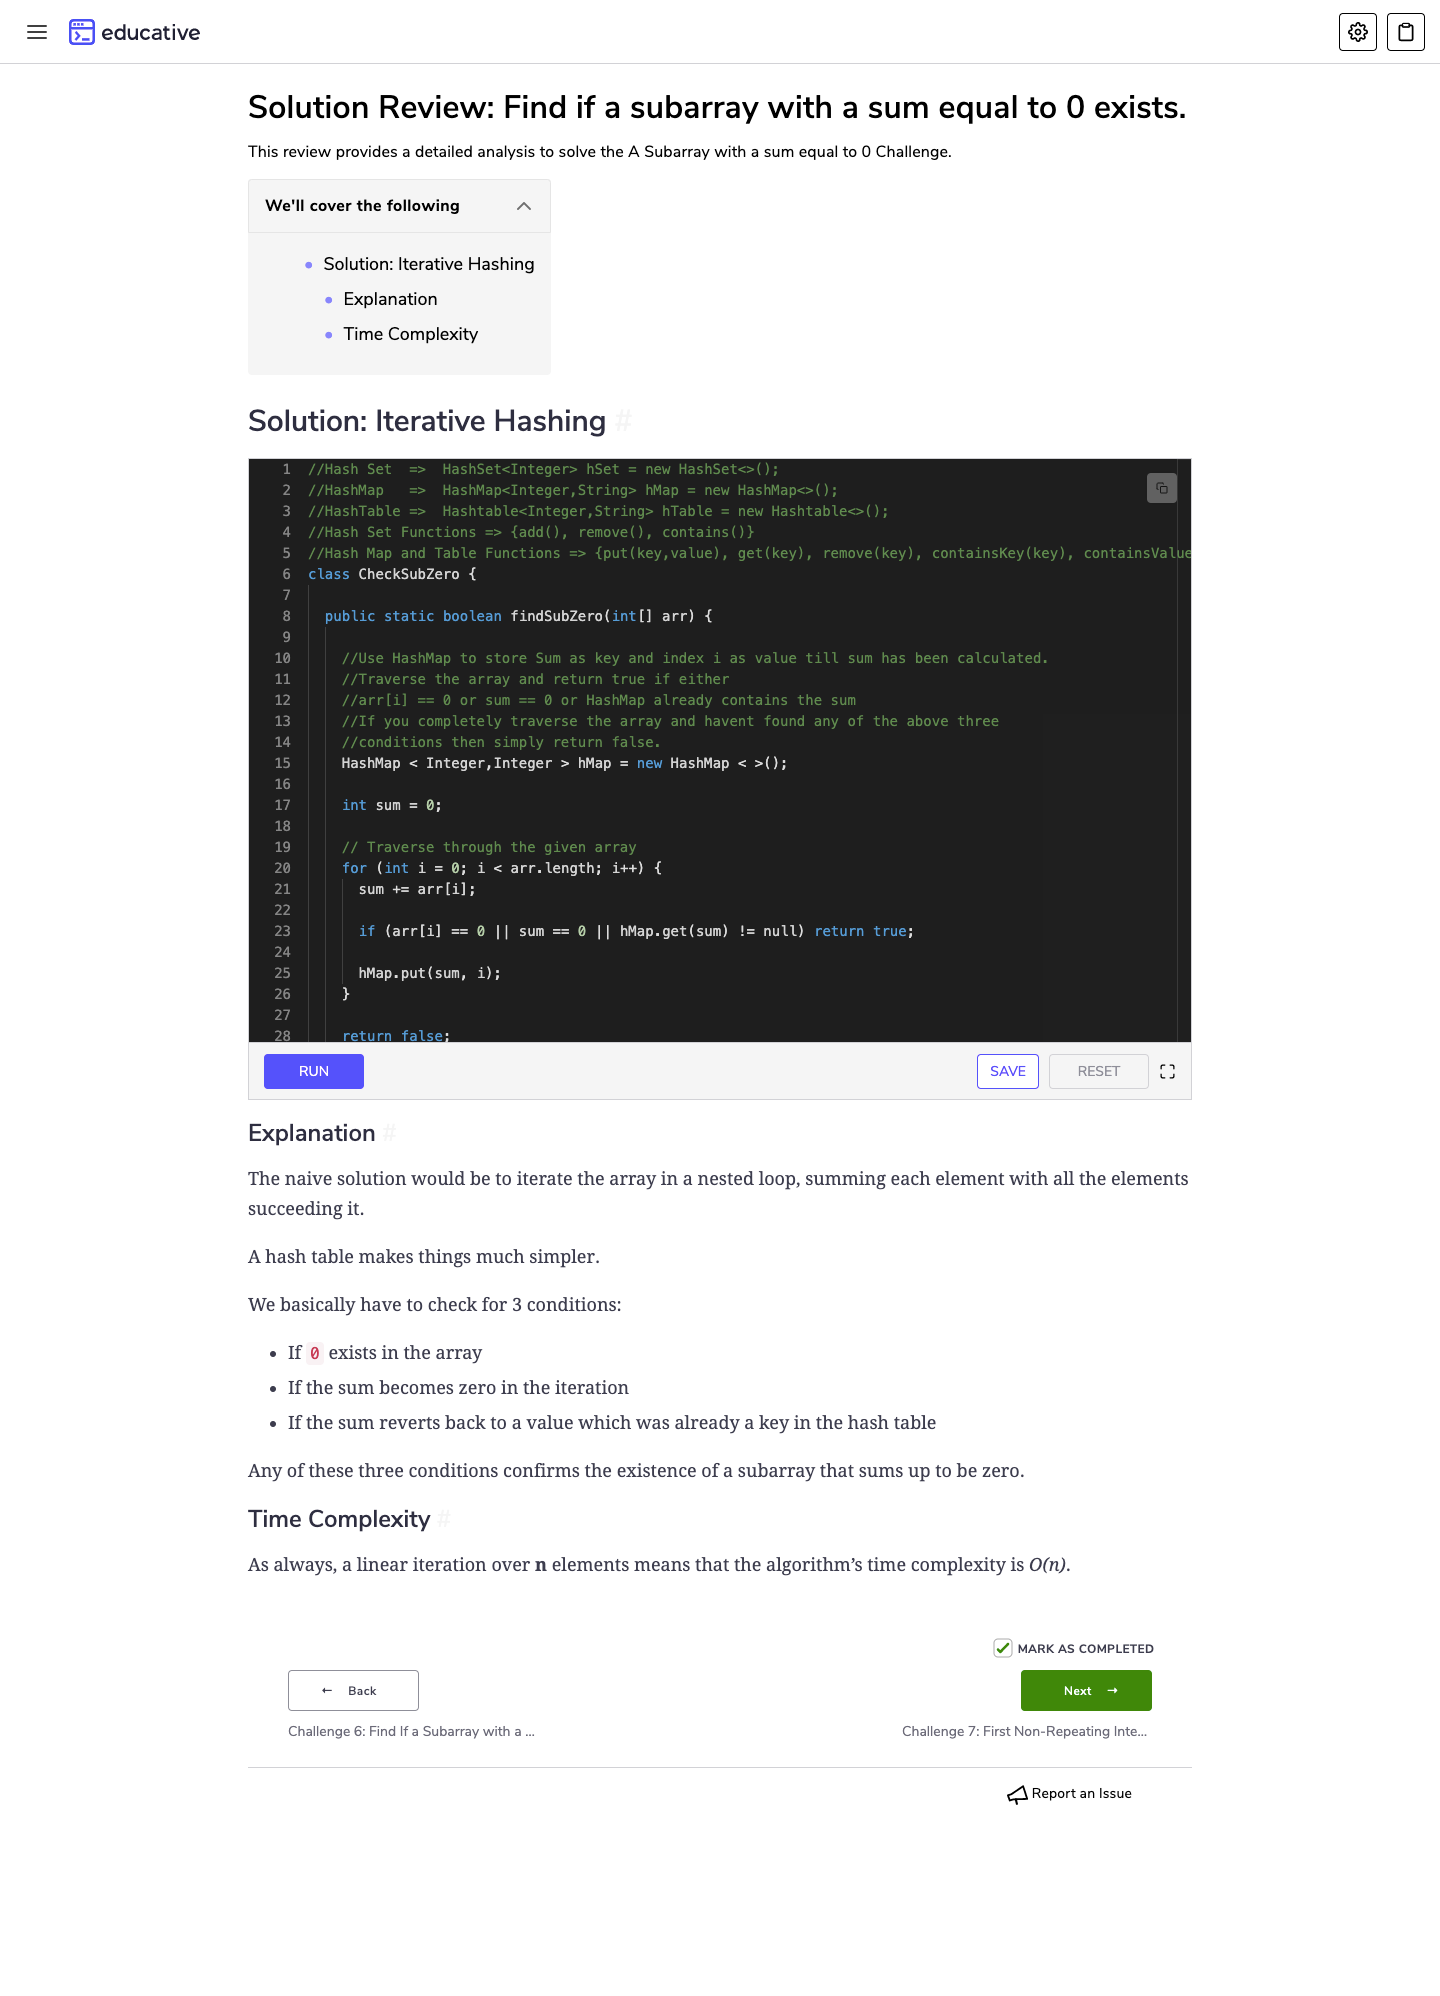 educative
Solution Review: Find if a subarray with a sum equal to 0 exists.
This review provides a detailed analysis to solve the A Subarray with a sum equal to 0 Challenge.
We'll cover the following
Solution: Iterative Hashing
Explanation
Time Complexity
Solution: Iterative Hashing #
1 //Hash Set  =>  HashSet<Integer> hSet = new HashSet<>();
2 //HashMap   =>  HashMap<Integer,String> hMap = new HashMap<>();
3 //HashTable =>  Hashtable<Integer,String> hTable = new Hashtable<>();
4 //Hash Set Functions => {add(), remove(), contains()}
5 //Hash Map and Table Functions => {put(key,value), get(key), remove(key), containsKey(key), containsValue
6 class CheckSubZero {
7
8 public static boolean findSubZero(int[] arr) {
9
10 //Use HashMap to store Sum as key and index i as value till sum has been calculated.
11 //Traverse the array and return true if either
12 //arr[i] == 0 or sum == 0 or HashMap already contains the sum
13 //If you completely traverse the array and havent found any of the above three
14 //conditions then simply return false.
15 HashMap < Integer,Integer > hMap = new HashMap < >();
16
17 int sum = 0;
18
19 // Traverse through the given array
20 for (int i = 0; i < arr.length; i++) {
21 sum += arr[i];
22
23 if (arr[i] == 0 || sum == 0 || hMap.get(sum) != null) return true;
24
25 hMap.put(sum, i);
26 }
27
28 return false;
RUN SAVE RESET
Explanation #
The naive solution would be to iterate the array in a nested loop, summing each element with all the elements
succeeding it.
A hash table makes things much simpler.
We basically have to check for 3 conditions:
If 0 exists in the array
If the sum becomes zero in the iteration
If the sum reverts back to a value which was already a key in the hash table
Any of these three conditions confirms the existence of a subarray that sums up to be zero.
Time Complexity #
As always, a linear iteration over n elements means that the algorithm’s time complexity is O(n).
MARK AS COMPLETED
← Back Next →
Challenge 6: Find If a Subarray with a ... Challenge 7: First Non-Repeating Inte...
Report an Issue